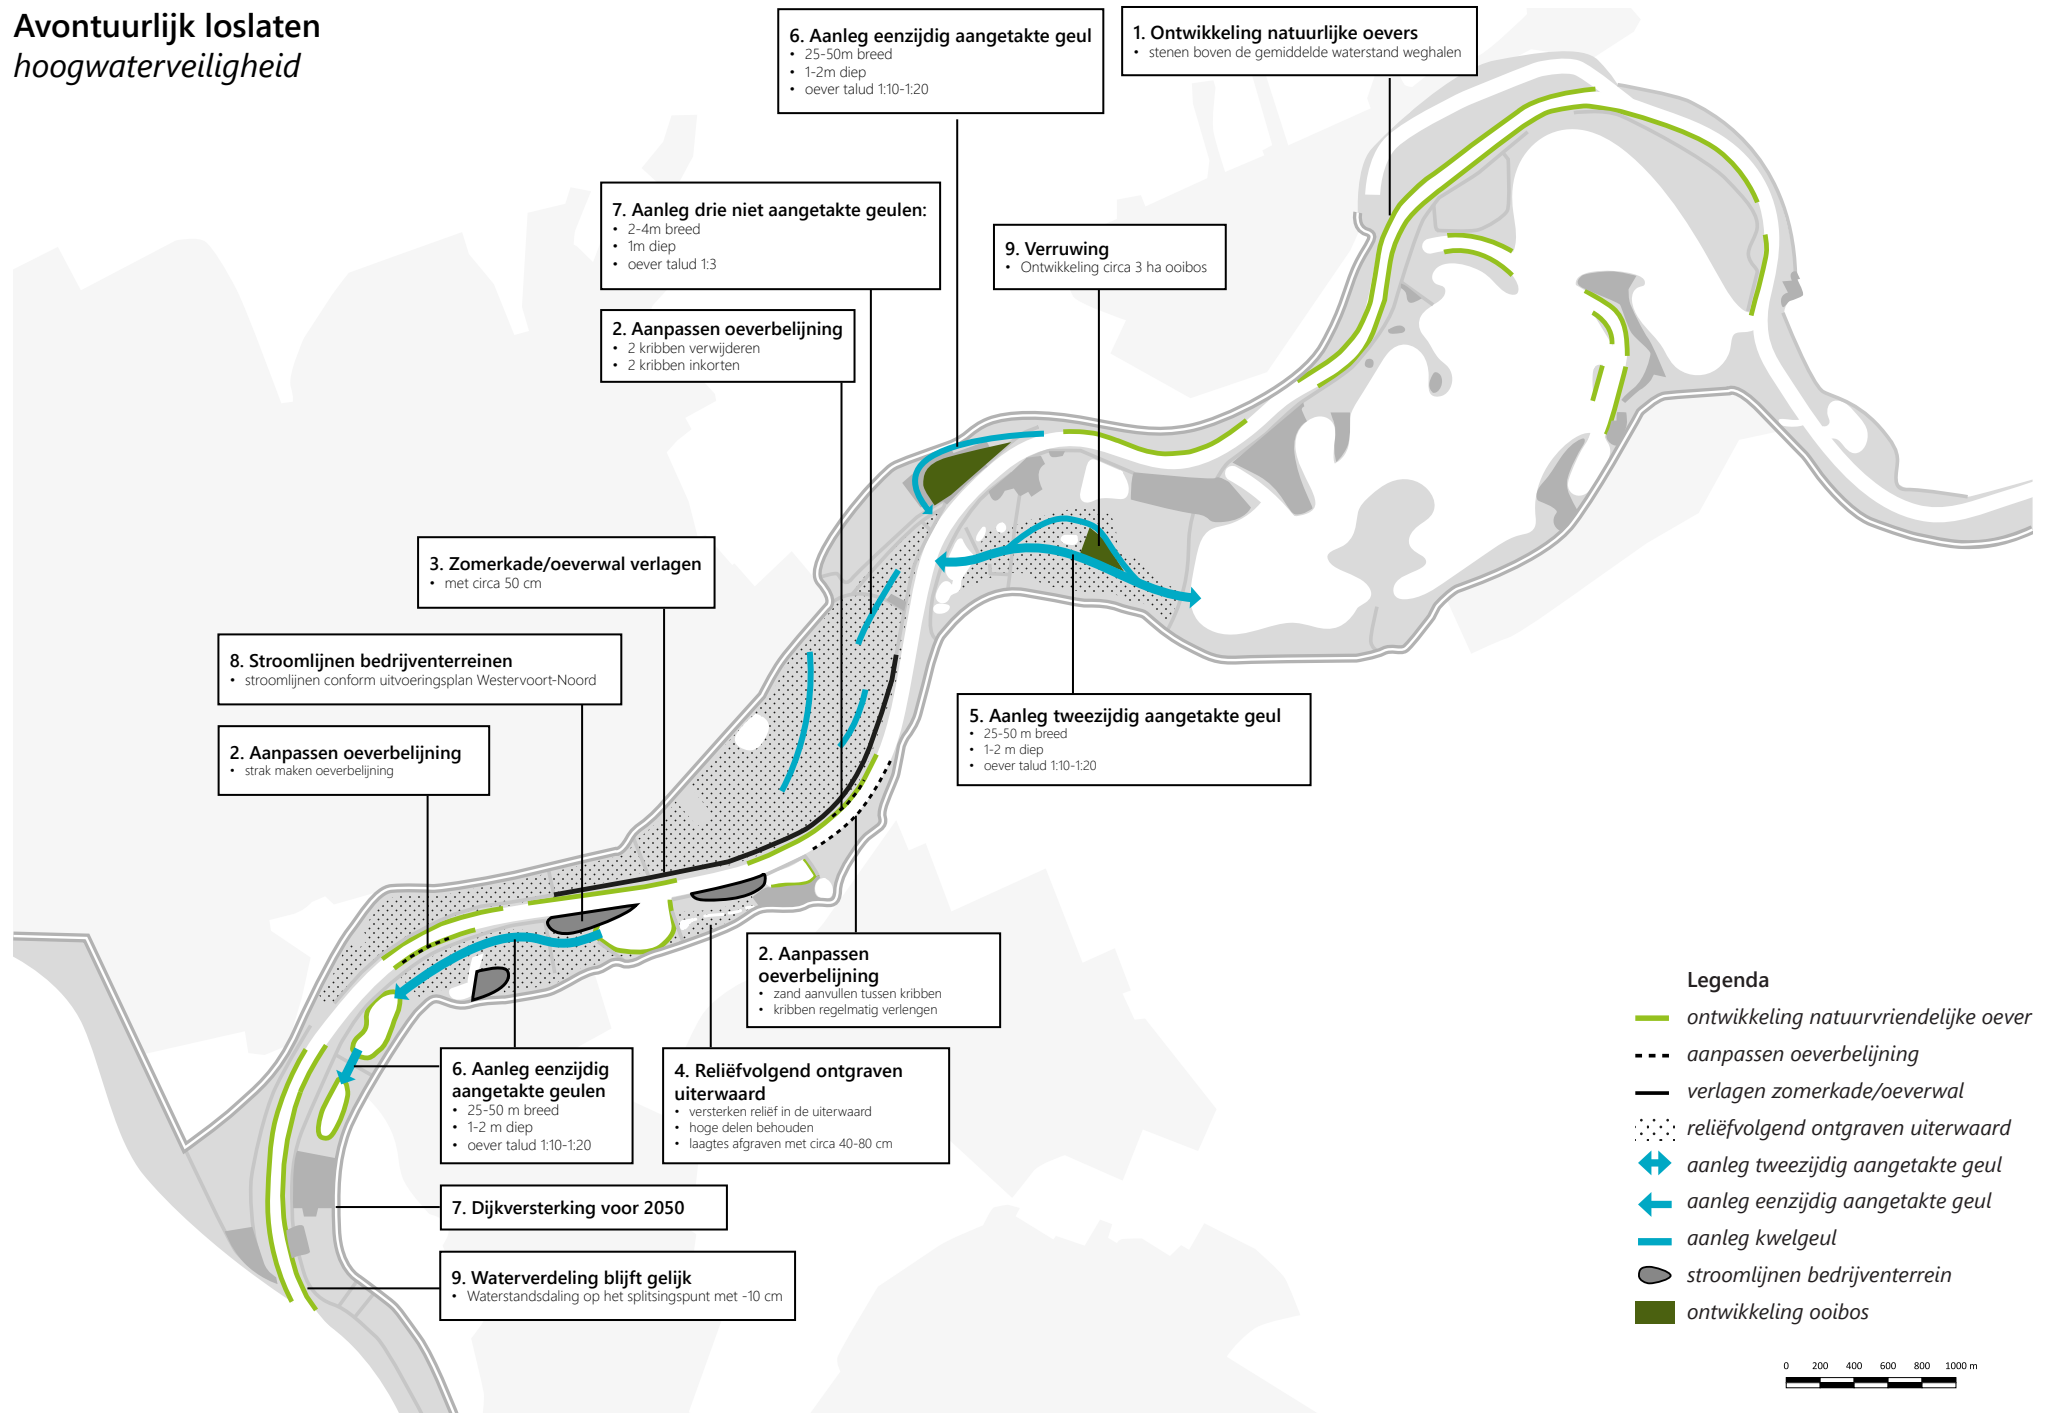 Avontuurlijk loslaten
hoogwaterveiligheid
6. Aanleg eenzijdig aangetakte geul
• 25-50m breed
• 1-2m diep
• oever talud 1:10-1:20
1. Ontwikkeling natuurlijke oevers
• stenen boven de gemiddelde waterstand weghalen
7. Aanleg drie niet aangetakte geulen:
• 2-4m breed
• 1m diep
• oever talud 1:3
9. Verruwing
• Ontwikkeling circa 3 ha ooibos
2. Aanpassen oeverbelijning
• 2 kribben verwijderen
• 2 kribben inkorten
3. Zomerkade/oeverwal verlagen
• met circa 50 cm
8. Stroomlijnen bedrijventerreinen
• stroomlijnen conform uitvoeringsplan Westervoort-Noord
2. Aanpassen oeverbelijning
• strak maken oeverbelijning
5. Aanleg tweezijdig aangetakte geul
• 25-50 m breed
• 1-2 m diep
• oever talud 1:10-1:20
2. Aanpassen
oeverbelijning
• zand aanvullen tussen kribben
• kribben regelmatig verlengen
6. Aanleg eenzijdig
aangetakte geulen
• 25-50 m breed
• 1-2 m diep
• oever talud 1:10-1:20
4. Reliëfvolgend ontgraven
uiterwaard
• versterken reliëf in de uiterwaard
• hoge delen behouden
• laagtes afgraven met circa 40-80 cm
7. Dijkversterking voor 2050
9. Waterverdeling blijft gelijk
• Waterstandsdaling op het splitsingspunt met -10 cm
Legenda
ontwikkeling natuurvriendelijke oever
aanpassen oeverbelijning
verlagen zomerkade/oeverwal
reliëfvolgend ontgraven uiterwaard
aanleg tweezijdig aangetakte geul
aanleg eenzijdig aangetakte geul
aanleg kwelgeul
stroomlijnen bedrijventerrein
ontwikkeling ooibos
0 200 400 600 800 1000 m